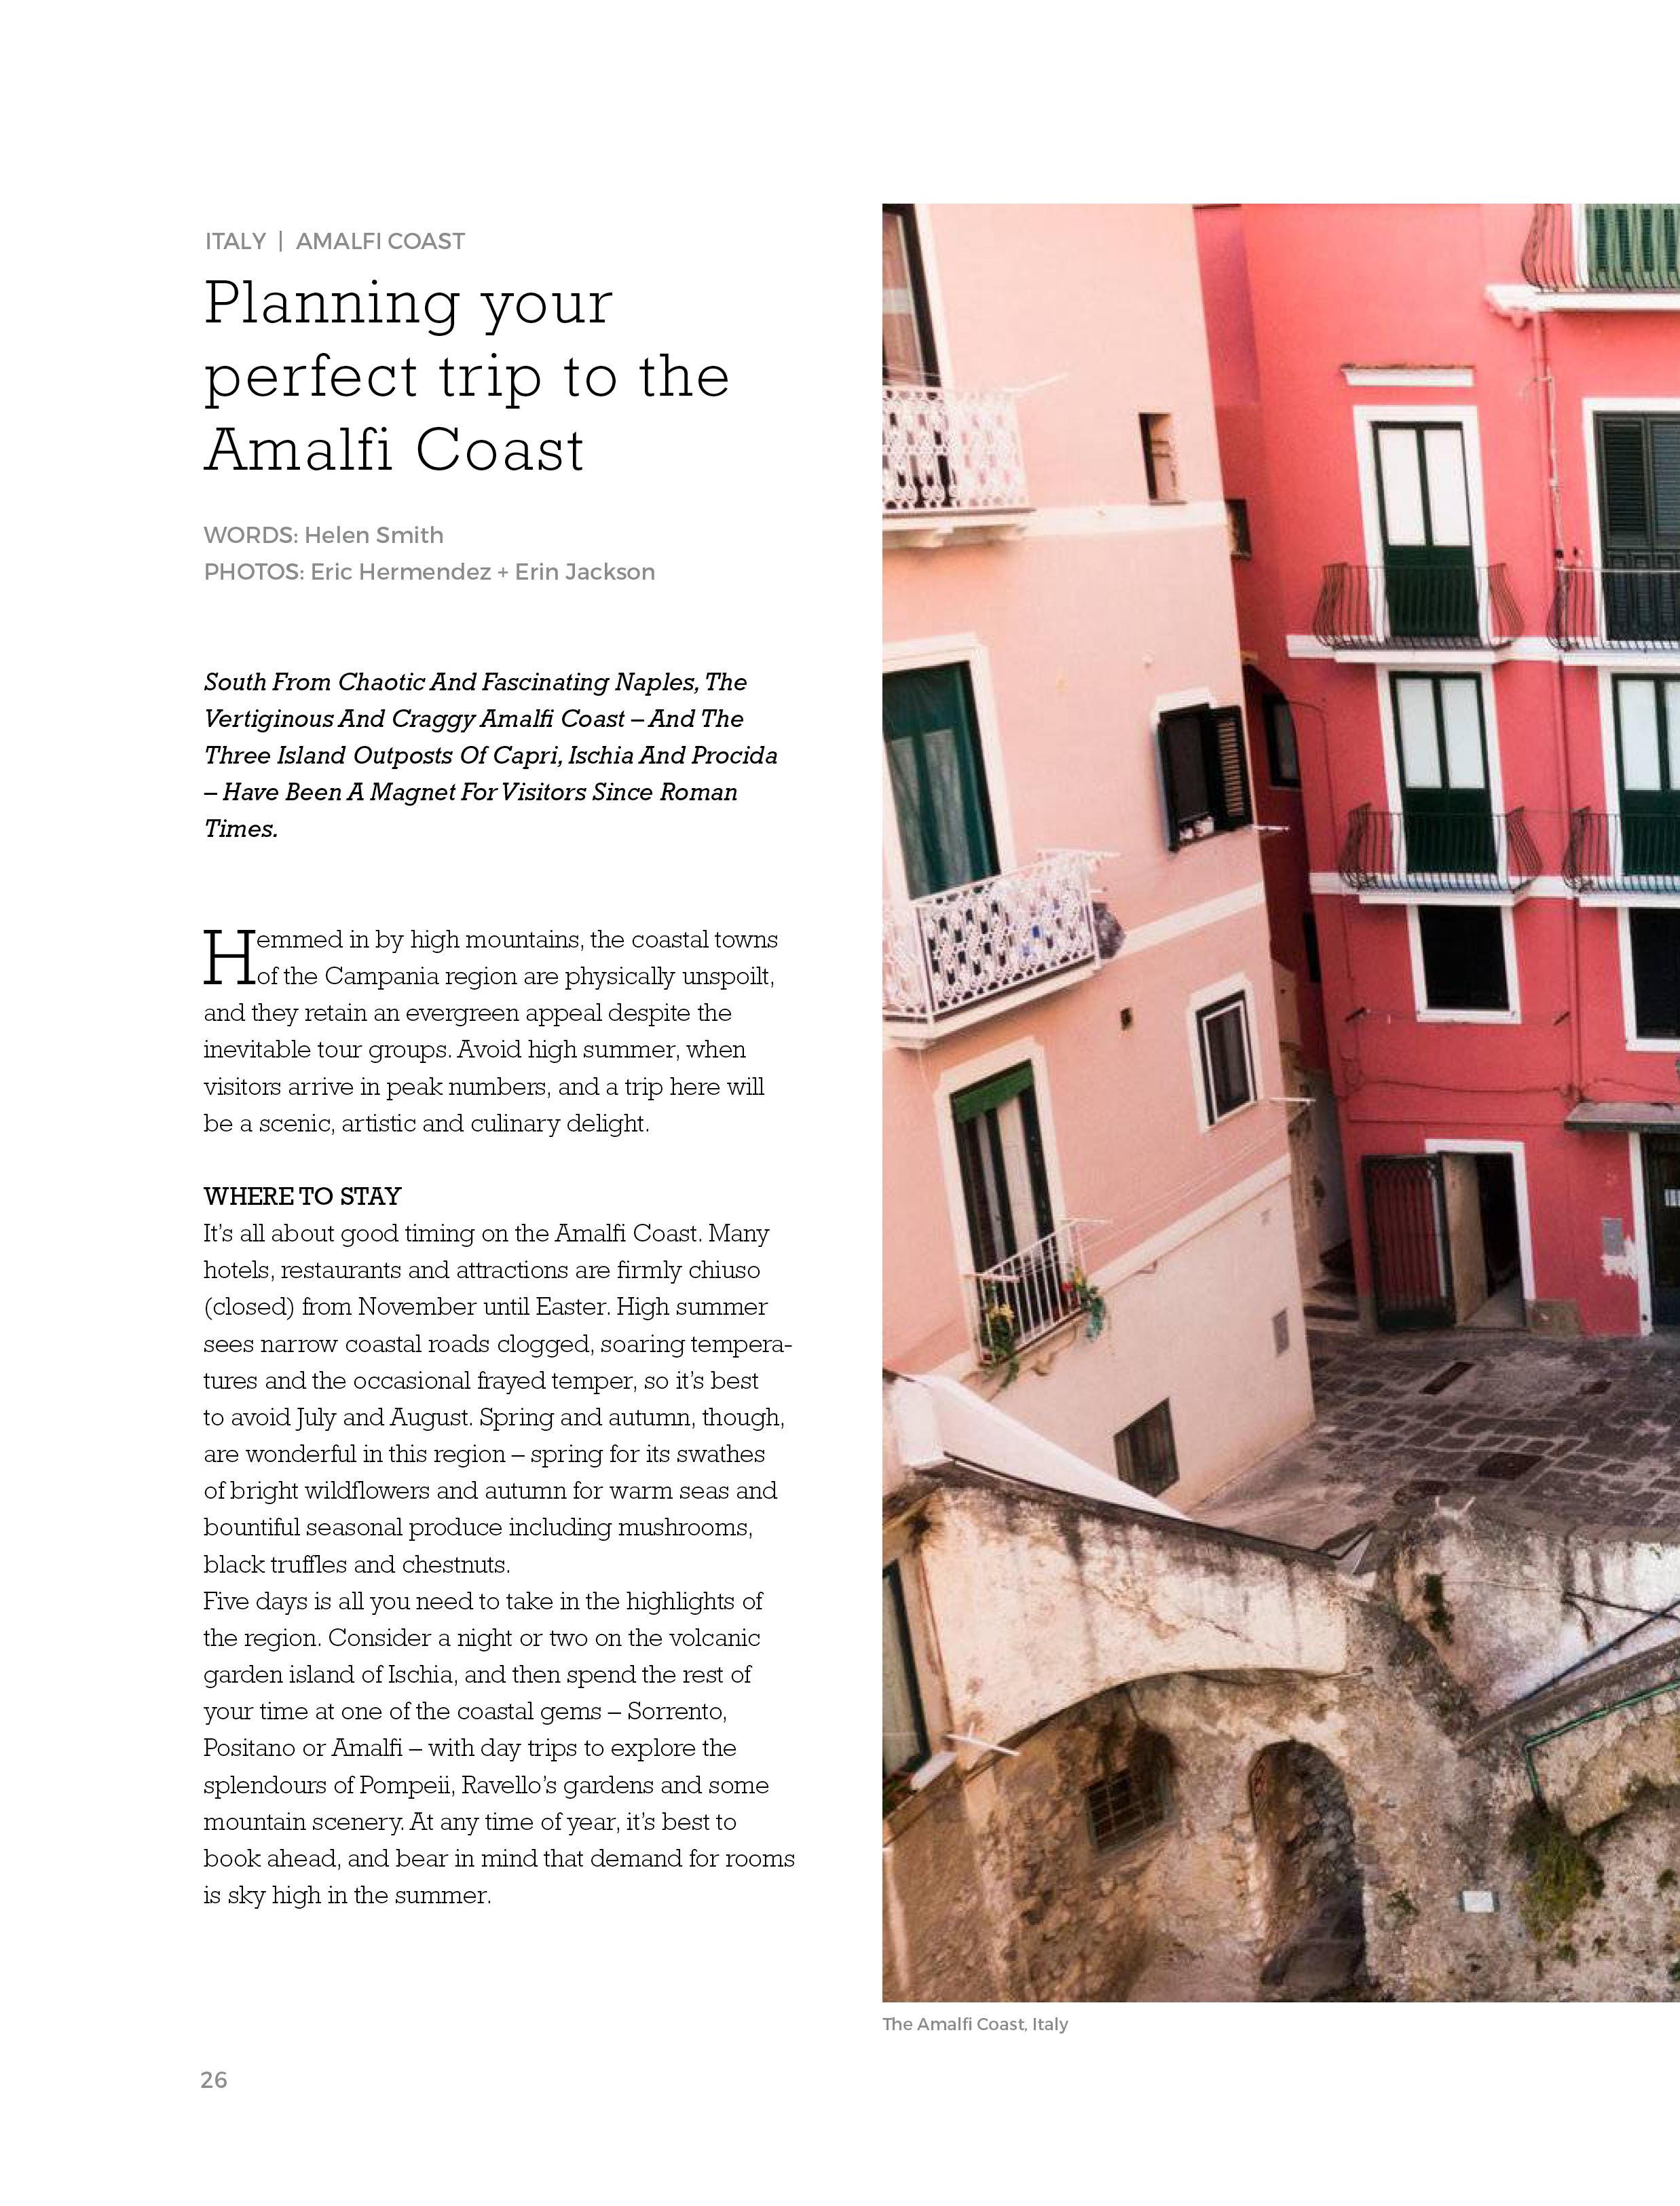 ITALY | AMALFI COAST
Planning your
perfect trip to the
Amalfi Coast
WORDS: Helen Smith
PHOTOS: Eric Hermendez + Erin Jackson
South From Chaotic And Fascinating Naples, The
Vertiginous And Craggy Amalfi Coast – And The
Three Island Outposts Of Capri, Ischia And Procida
– Have Been A Magnet For Visitors Since Roman
Times.
Hemmed in by high mountains, the coastal towns
of the Campania region are physically unspoilt,
and they retain an evergreen appeal despite the
inevitable tour groups. Avoid high summer, when
visitors arrive in peak numbers, and a trip here will
be a scenic, artistic and culinary delight.
WHERE TO STAY
It’s all about good timing on the Amalfi Coast. Many
hotels, restaurants and attractions are firmly chiuso
(closed) from November until Easter. High summer
sees narrow coastal roads clogged, soaring tempera-
tures and the occasional frayed temper, so it’s best
to avoid July and August. Spring and autumn, though,
are wonderful in this region – spring for its swathes
of bright wildflowers and autumn for warm seas and
bountiful seasonal produce including mushrooms,
black truffles and chestnuts.
Five days is all you need to take in the highlights of
the region. Consider a night or two on the volcanic
garden island of Ischia, and then spend the rest of
your time at one of the coastal gems – Sorrento,
Positano or Amalfi – with day trips to explore the
splendours of Pompeii, Ravello’s gardens and some
mountain scenery. At any time of year, it’s best to
book ahead, and bear in mind that demand for rooms
is sky high in the summer.
The Amalfi Coast, Italy
26